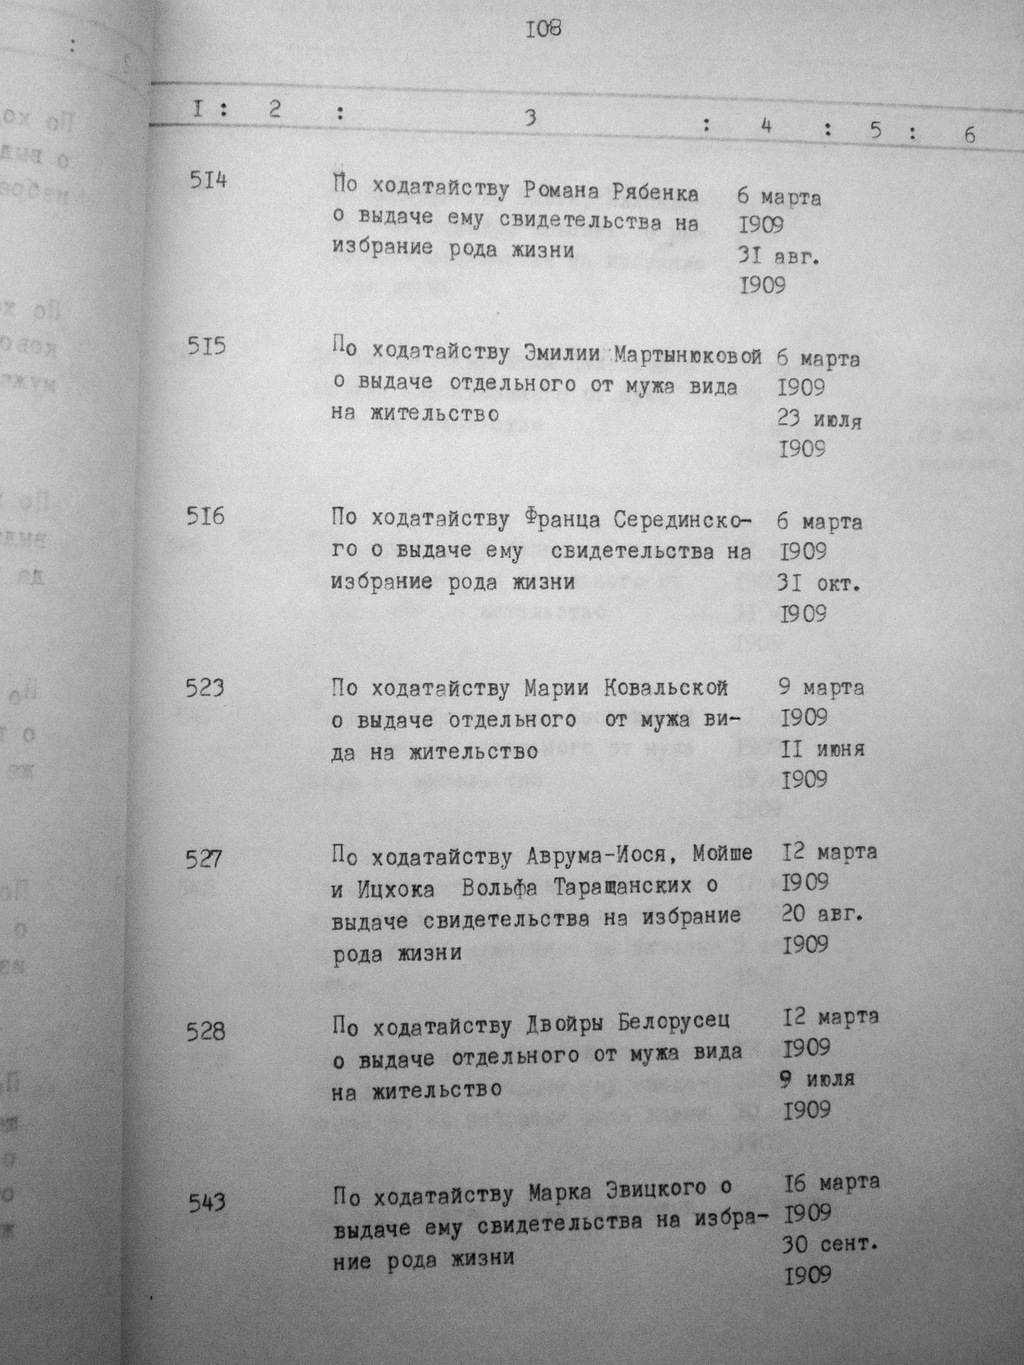 108
I : 2 : 3 : 4 : 5 : 6
514 По ходатайству Романа Рябенка 6 марта
о выдаче ему свидетельства на 1909
избрание рода жизни 31 авг.
1909
515 По ходатайству Эмилии Мартынюковой 6 марта
о выдаче отдельного от мужа вида 1909
на жительство 23 июля
1909
516 По ходатайству Франца Серединско- 6 марта
го о выдаче ему свидетельства на 1909
избрание рода жизни 31 окт.
1909
523 По ходатайству Марии Ковальской 9 марта
о выдаче отдельного от мужа ви- 1909
да на жительство 11 июня
1909
527 По ходатайству Аврума-Иося, Мойше 12 марта
и Ицхока Вольфа Таращанских о 1909
выдаче свидетельства на избрание 20 авг.
рода жизни 1909
528 По ходатайству Двойры Белорусец 12 марта
о выдаче отдельного от мужа вида 1909
на жительство 9 июля
1909
543 По ходатайству Марка Эвицкого о 16 марта
выдаче ему свидетельства на избра- 1909
ние рода жизни 30 сент.
1909